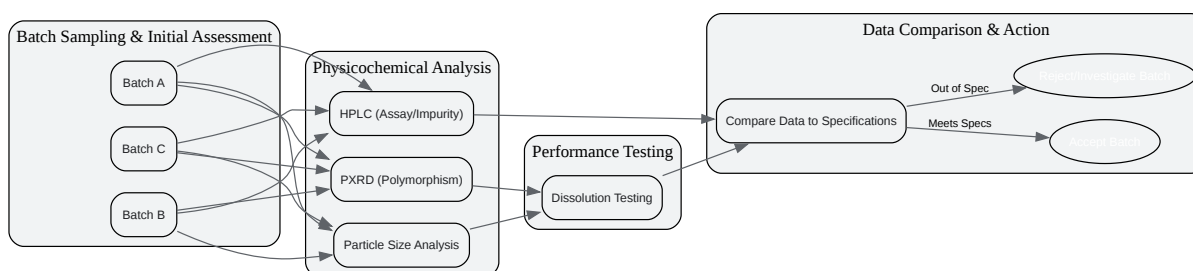 Batch Sampling & Initial Assessment
Batch A
Batch C
Batch B
Physicochemical Analysis
HPLC (Assay/Impurity)
PXRD (Polymorphism)
Particle Size Analysis
Performance Testing
Dissolution Testing
Data Comparison & Action
Compare Data to Specifications
Out of Spec
Meets Specs
Reject/Investigate Batch
Accept Batch